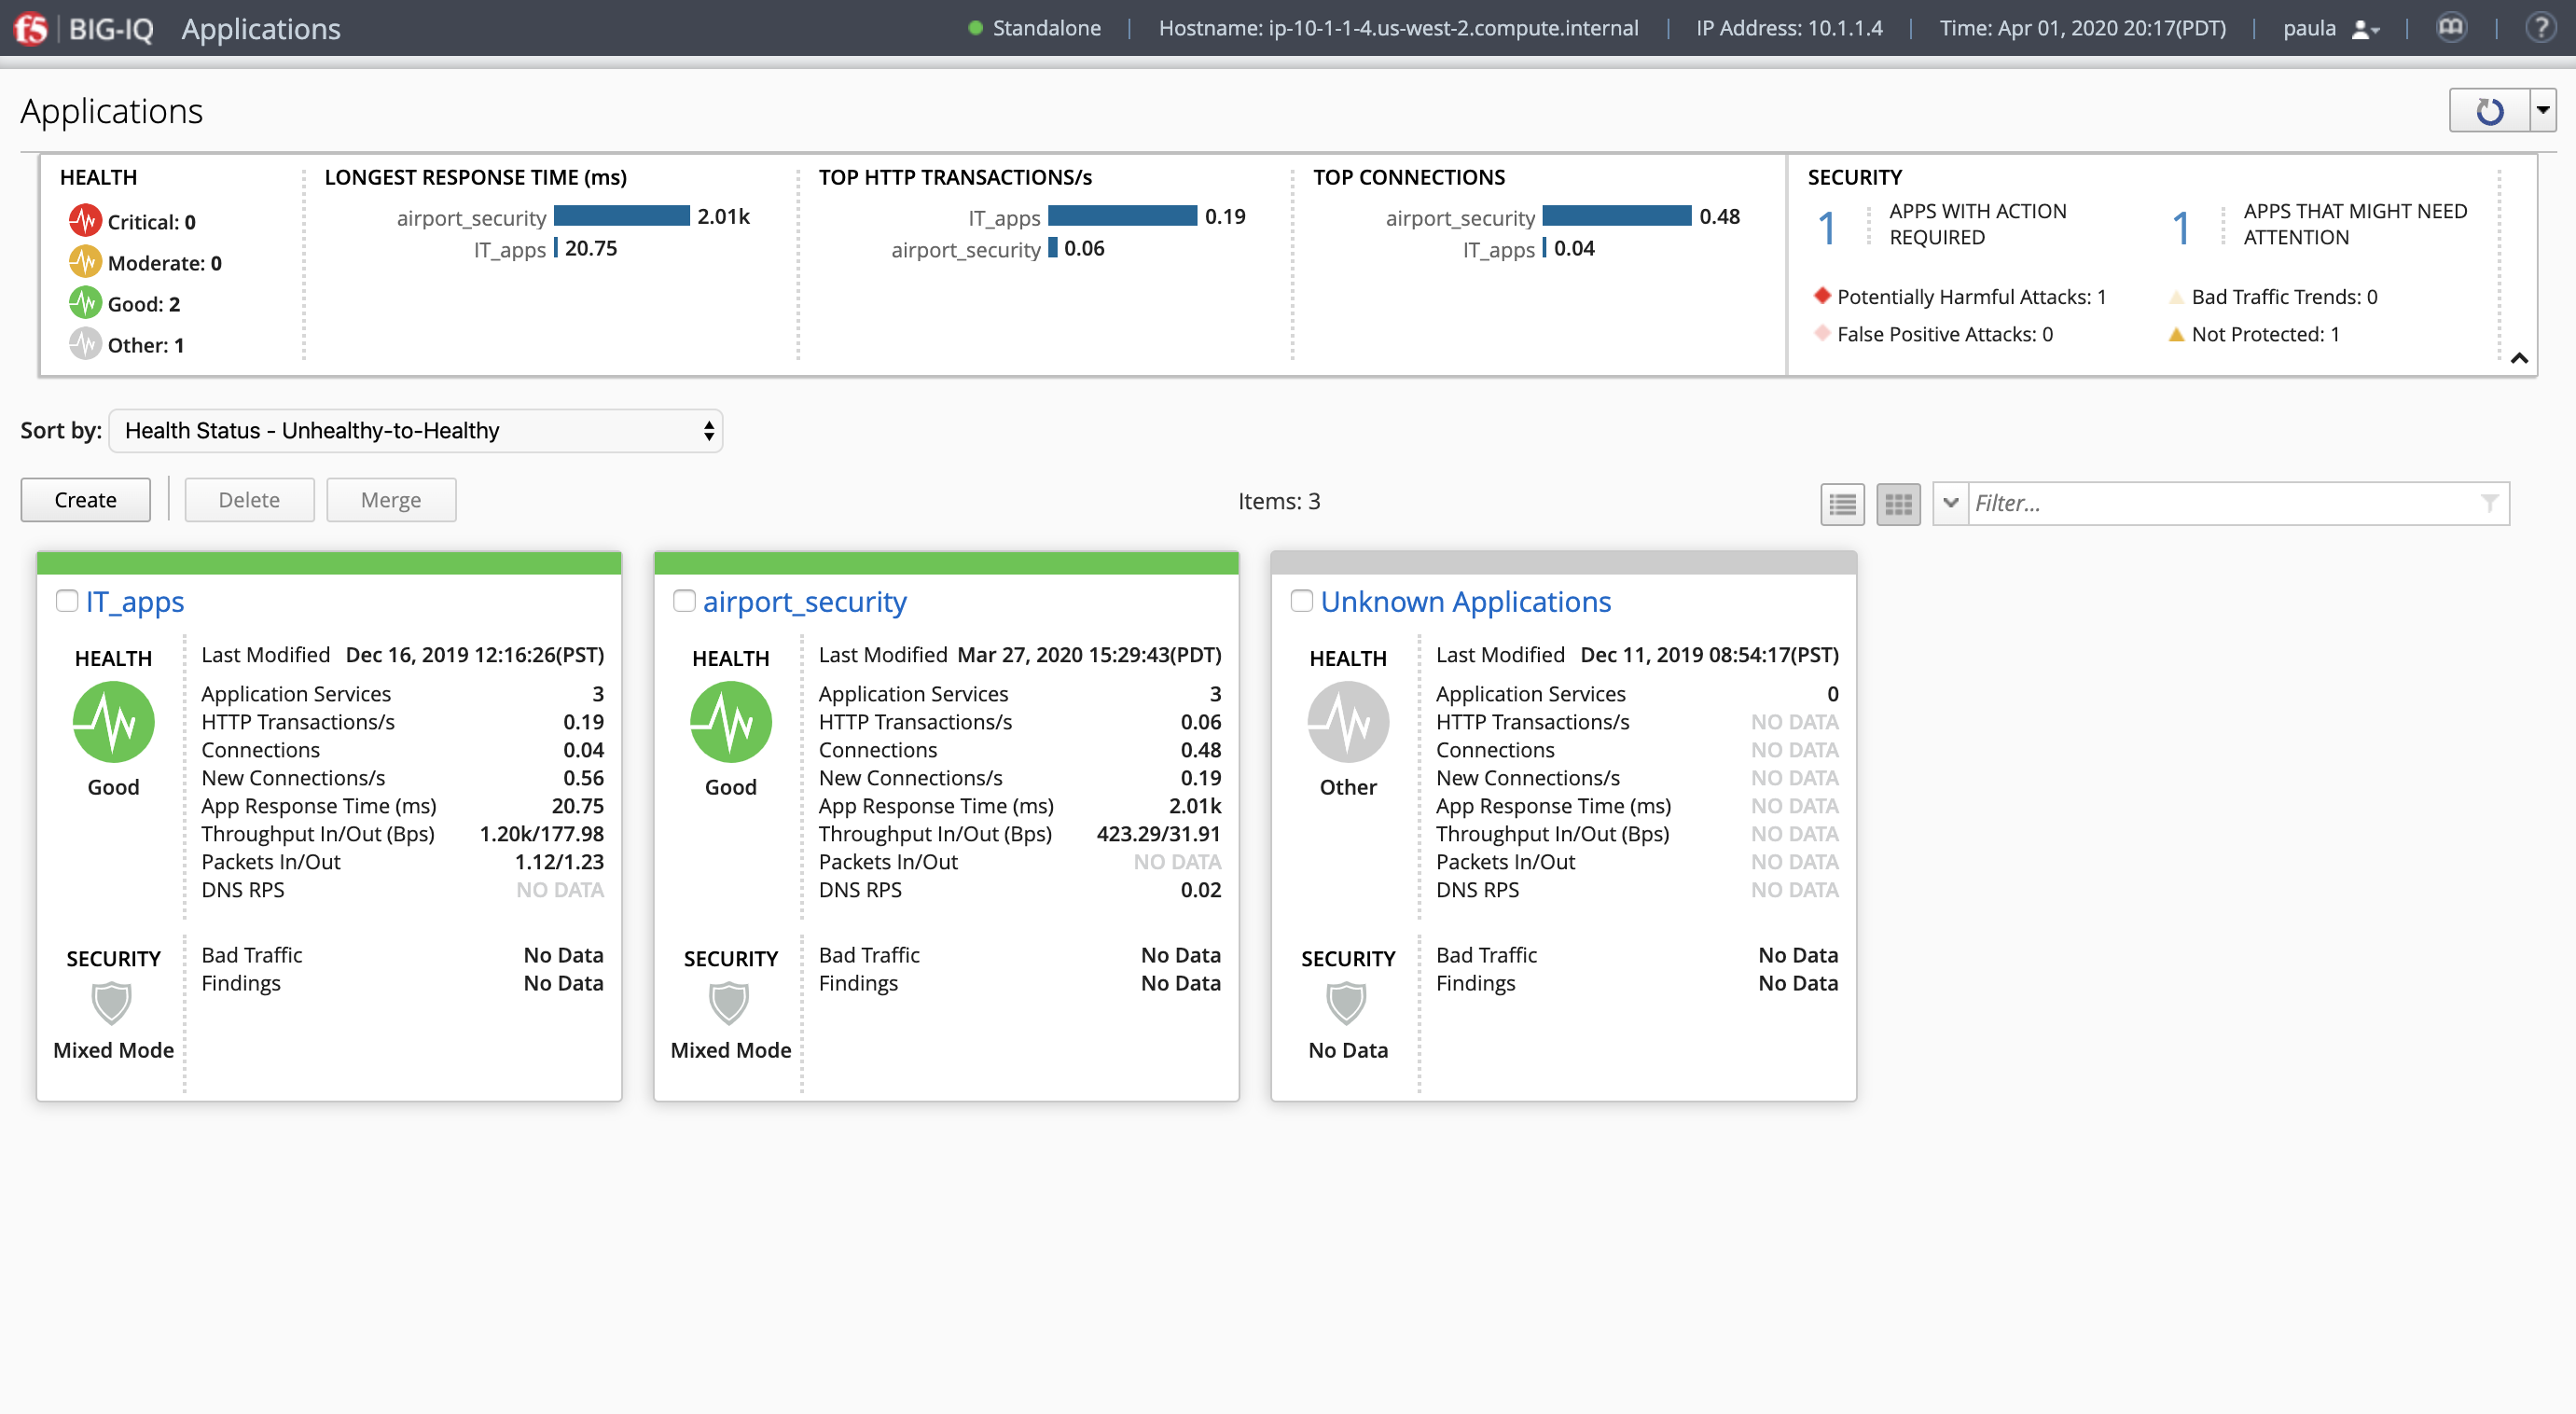 f5 BIG-IQ Applications Standalone Hostname: ip-10-1-1-4.us-west-2.compute.internal IP Address: 10.1.1.4 Time: Apr 01, 2020 20:17(PDT) paula ?
Applications
HEALTH
Critical: 0
Moderate: 0
Good: 2
Other: 1
LONGEST RESPONSE TIME (ms)
airport_security 2.01k
IT_apps 20.75
TOP HTTP TRANSACTIONS/s
IT_apps 0.19
airport_security 0.06
TOP CONNECTIONS
airport_security 0.48
IT_apps 0.04
SECURITY
1 APPS WITH ACTION
REQUIRED
1 APPS THAT MIGHT NEED
ATTENTION
Potentially Harmful Attacks: 1
False Positive Attacks: 0
Bad Traffic Trends: 0
Not Protected: 1
Sort by: Health Status - Unhealthy-to-Healthy
Create Delete Merge Items: 3 Filter...
IT_apps
HEALTH
Good
Last Modified Dec 16, 2019 12:16:26(PST)
Application Services 3
HTTP Transactions/s 0.19
Connections 0.04
New Connections/s 0.56
App Response Time (ms) 20.75
Throughput In/Out (Bps) 1.20k/177.98
Packets In/Out 1.12/1.23
DNS RPS NO DATA
SECURITY
Mixed Mode
Bad Traffic No Data
Findings No Data
airport_security
HEALTH
Good
Last Modified Mar 27, 2020 15:29:43(PDT)
Application Services 3
HTTP Transactions/s 0.06
Connections 0.48
New Connections/s 0.19
App Response Time (ms) 2.01k
Throughput In/Out (Bps) 423.29/31.91
Packets In/Out NO DATA
DNS RPS 0.02
SECURITY
Mixed Mode
Bad Traffic No Data
Findings No Data
Unknown Applications
HEALTH
Other
Last Modified Dec 11, 2019 08:54:17(PST)
Application Services 0
HTTP Transactions/s NO DATA
Connections NO DATA
New Connections/s NO DATA
App Response Time (ms) NO DATA
Throughput In/Out (Bps) NO DATA
Packets In/Out NO DATA
DNS RPS NO DATA
SECURITY
No Data
Bad Traffic No Data
Findings No Data